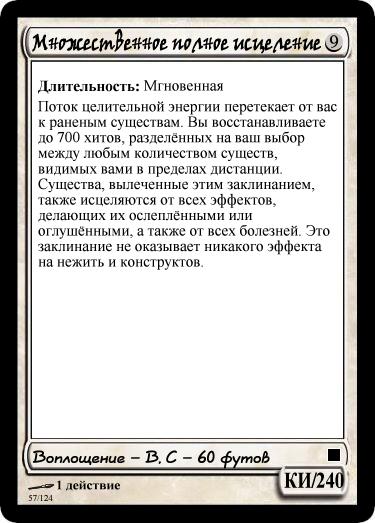 Множественное полное исцеление 9
Длительность: Мгновенная
Поток целительной энергии перетекает от вас
к раненым существам. Вы восстанавливаете
до 700 хитов, разделённых на ваш выбор
между любым количеством существ,
видимых вами в пределах дистанции.
Существа, вылеченные этим заклинанием,
также исцеляются от всех эффектов,
делающих их ослеплёнными или
оглушёнными, а также от всех болезней. Это
заклинание не оказывает никакого эффекта
на нежить и конструктов.
Воплощение – В, С – 60 футов
КИ/240
1 действие
57/124